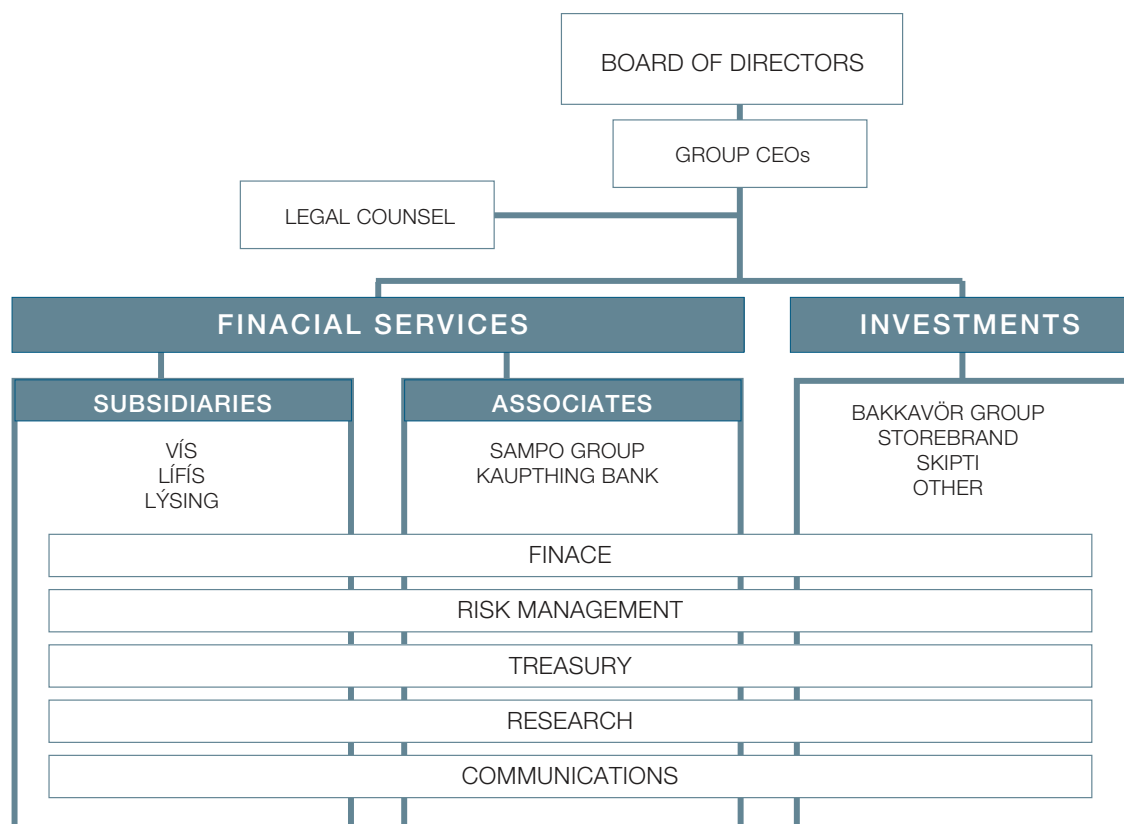 BOARD OF DIRECTORS
GROUP CEOs
LEGAL COUNSEL
FINACIAL SERVICES
INVESTMENTS
SUBSIDIARIES
VÍS
LÍFÍS
LÝSING
ASSOCIATES
SAMPO GROUP
KAUPTHING BANK
BAKKAVÖR GROUP
STOREBRAND
SKIPTI
OTHER
FINACE
RISK MANAGEMENT
TREASURY
RESEARCH
COMMUNICATIONS